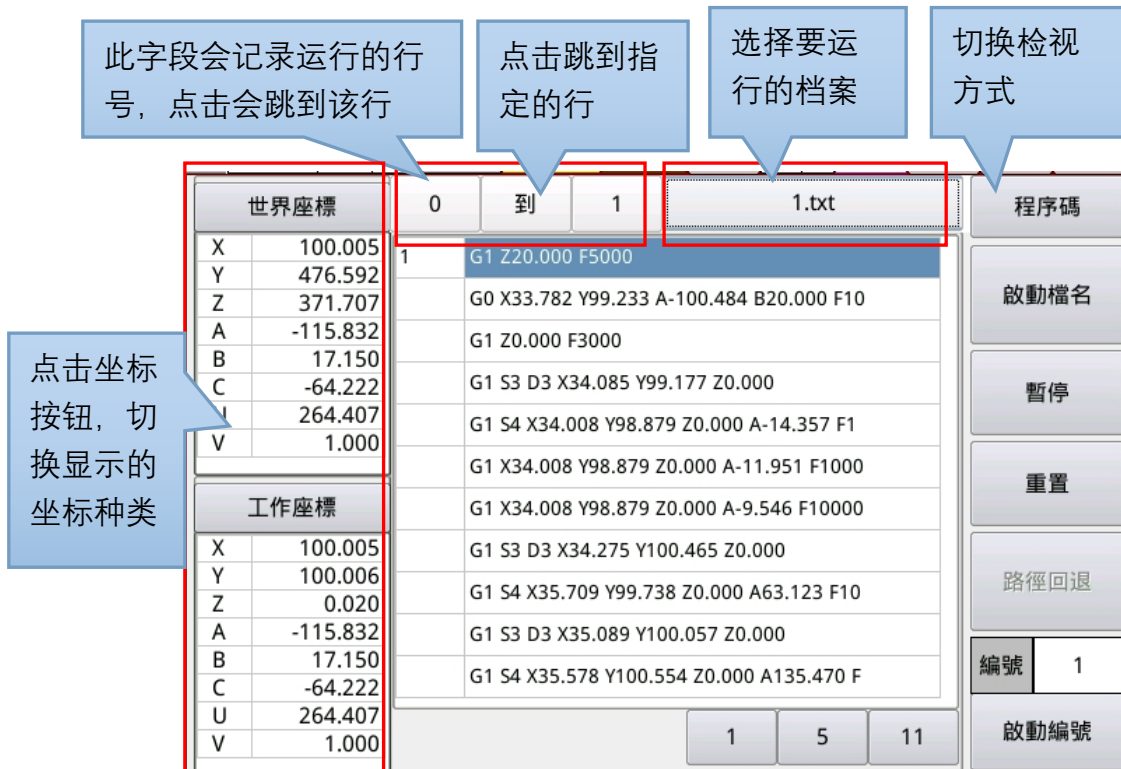 此字段会记录运行的行
号，点击会跳到该行
点击跳到指
定的行
选择要运
行的档案
切换检视
方式
点击坐标
按钮，切
换显示的
坐标种类
世界座標
X 100.005
Y 476.592
Z 371.707
A -115.832
B 17.150
C -64.222
264.407
V 1.000
工作座標
X 100.005
Y 100.006
Z 0.020
A -115.832
B 17.150
C -64.222
U 264.407
V 1.000
0 到 1 1.txt
1 G1 Z20.000 F5000
G0 X33.782 Y99.233 A-100.484 B20.000 F10
G1 Z0.000 F3000
G1 S3 D3 X34.085 Y99.177 Z0.000
G1 S4 X34.008 Y98.879 Z0.000 A-14.357 F1
G1 X34.008 Y98.879 Z0.000 A-11.951 F1000
G1 X34.008 Y98.879 Z0.000 A-9.546 F10000
G1 S3 D3 X34.275 Y100.465 Z0.000
G1 S4 X35.709 Y99.738 Z0.000 A63.123 F10
G1 S3 D3 X35.089 Y100.057 Z0.000
G1 S4 X35.578 Y100.554 Z0.000 A135.470 F
1 5 11
程序碼
啟動檔名
暫停
重置
路徑回退
編號 1
啟動編號